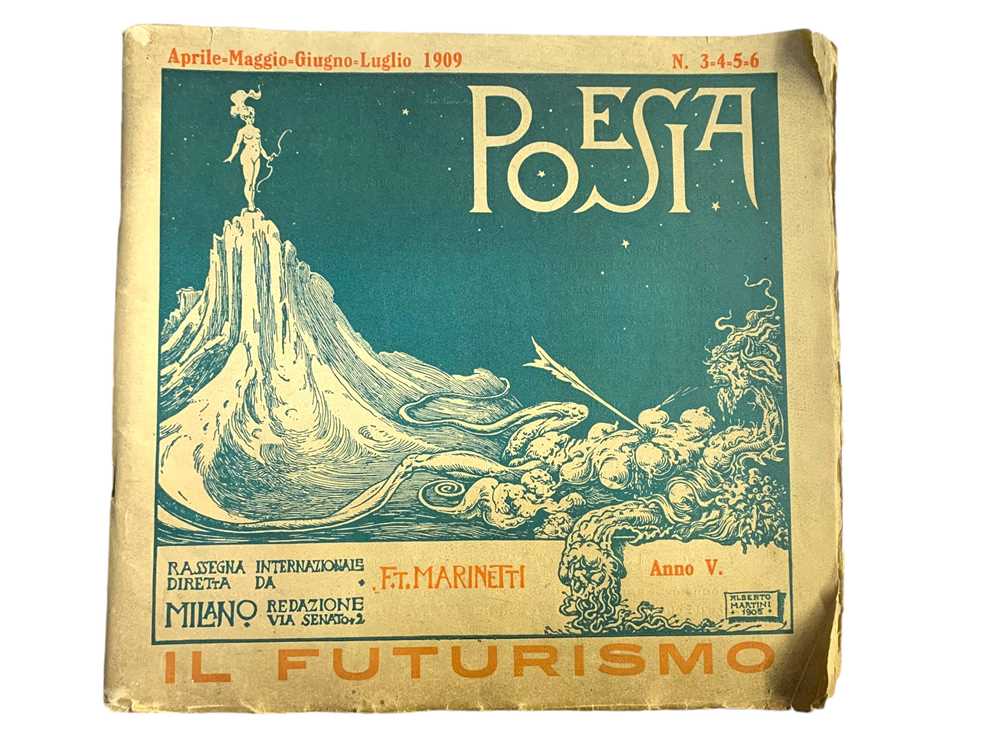 Aprile=Maggio=Giugno=Luglio 1909 N. 3=4=5=6
POESIA
RASSEGNA INTERNAZIONALE
DIRETTA DA F.T. MARINETTI
MILANO REDAZIONE
VIA SENATO, 2
Anno V.
ALBERTO
MARTINI
1905
IL FUTURISMO